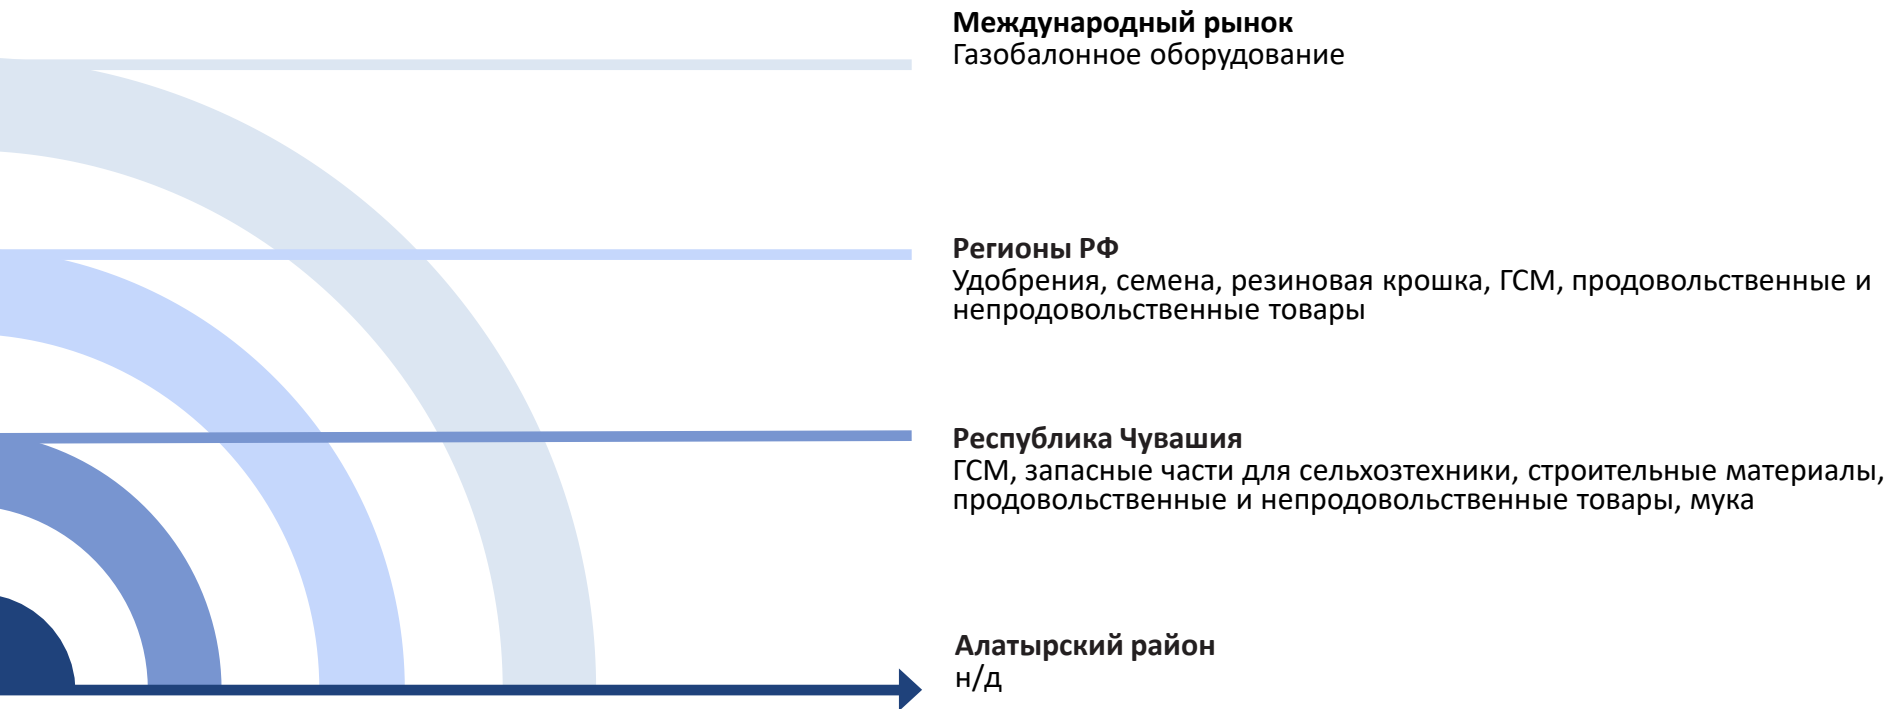 Международный рынок
Газобалонное оборудование
Регионы РФ
Удобрения, семена, резиновая крошка, ГСМ, продовольственные и
непродовольственные товары
Республика Чувашия
ГСМ, запасные части для сельхозтехники, строительные материалы,
продовольственные и непродовольственные товары, мука
Алатырский район
н/д